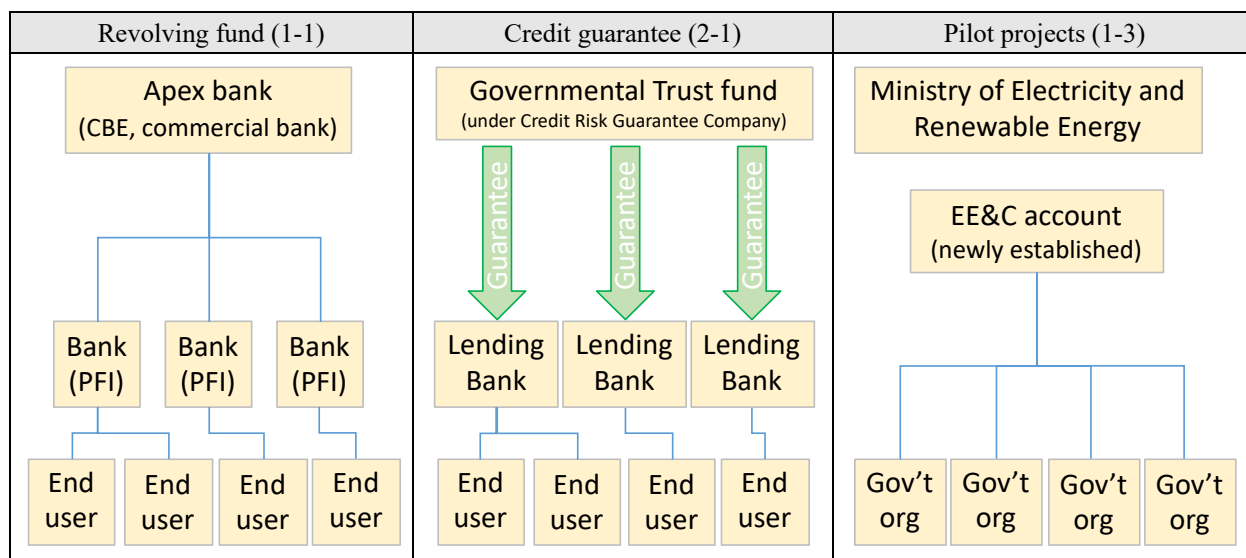 Revolving fund (1-1)
Credit guarantee (2-1)
Pilot projects (1-3)
Apex bank
(CBE, commercial bank)
Bank
(PFI)
Bank
(PFI)
Bank
(PFI)
End
user
End
user
End
user
End
user
Governmental Trust fund
(under Credit Risk Guarantee Company)
Guarantee
Guarantee
Guarantee
Lending
Bank
Lending
Bank
Lending
Bank
End
user
End
user
End
user
End
user
Ministry of Electricity and
Renewable Energy
EE&C account
(newly established)
Gov’t
org
Gov’t
org
Gov’t
org
Gov’t
org